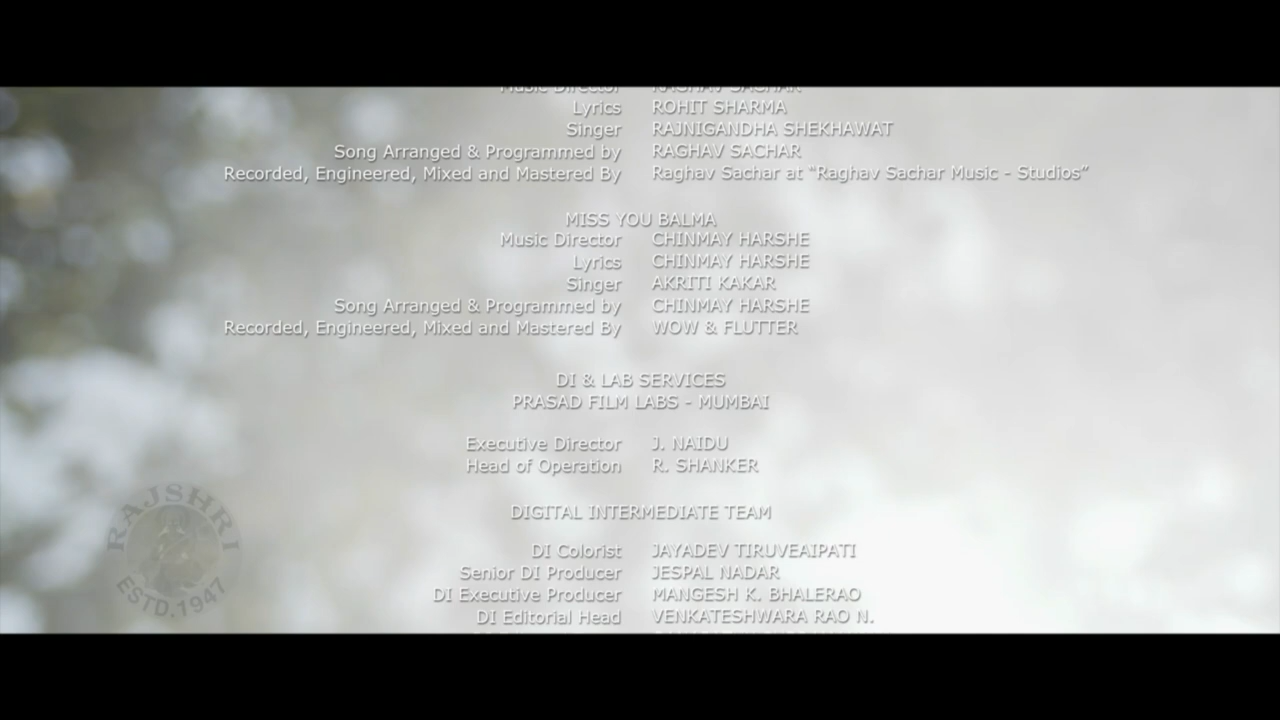 Music Director RAGHAV SACHAR
Lyrics ROHIT SHARMA
Singer RAJNIGANDHA SHEKHAWAT
Song Arranged & Programmed by RAGHAV SACHAR
Recorded, Engineered, Mixed and Mastered By Raghav Sachar at “Raghav Sachar Music - Studios”
MISS YOU BALMA
Music Director CHINMAY HARSHE
Lyrics CHINMAY HARSHE
Singer AKRITI KAKAR
Song Arranged & Programmed by CHINMAY HARSHE
Recorded, Engineered, Mixed and Mastered By WOW & FLUTTER
DI & LAB SERVICES
PRASAD FILM LABS - MUMBAI
Executive Director J. NAIDU
Head of Operation R. SHANKER
DIGITAL INTERMEDIATE TEAM
DI Colorist JAYADEV TIRUVEAIPATI
Senior DI Producer JESPAL NADAR
DI Executive Producer MANGESH K. BHALERAO
DI Editorial Head VENKATESHWARA RAO N.
RAJSHRI
ESTD.1947